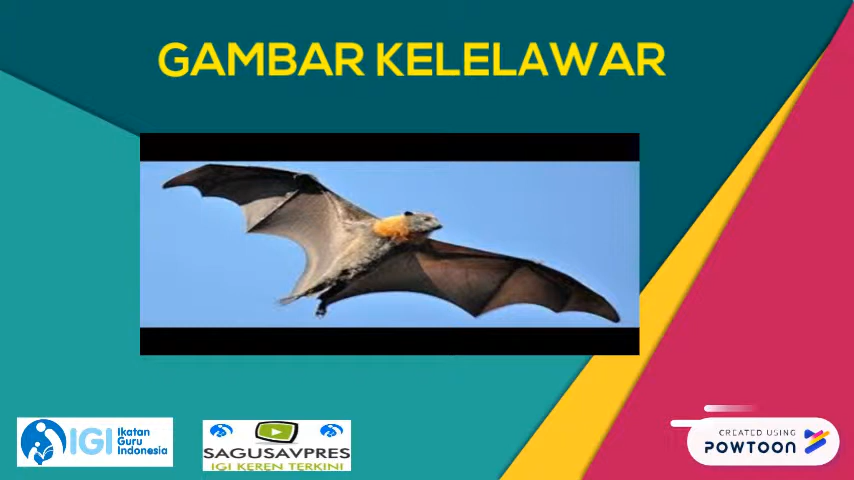 GAMBAR KELELAWAR
IGI Ikatan
Guru
Indonesia
SAGUSAVPRES
IGI KEREN TERKINI
CREATED USING
POWTOON